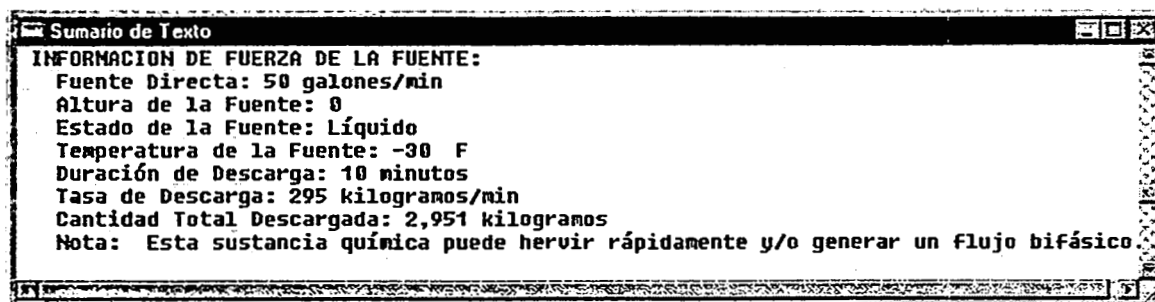 Sumario de Texto
INFORMACION DE FUERZA DE LA FUENTE:
Fuente Directa: 50 galones/min
Altura de la Fuente: 0
Estado de la Fuente: Líquido
Temperatura de la Fuente: -30 F
Duración de Descarga: 10 minutos
Tasa de Descarga: 295 kilogramos/min
Cantidad Total Descargada: 2,951 kilogramos
Nota: Esta sustancia química puede hervir rápidamente y/o generar un flujo bifásico.